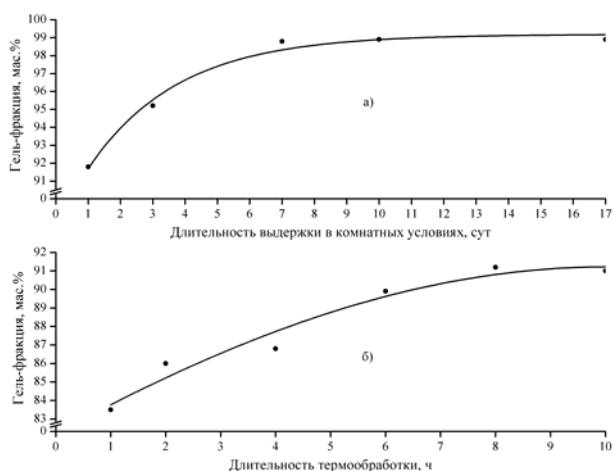 Гель-фракция, мас.%
100
99
98
97
96
95
94
93
92
91
0
а)
0 1 2 3 4 5 6 7 8 9 10 11 12 13 14 15 16 17
Длительность выдержки в комнатных условиях, сут
Гель-фракция, мас.%
92
91
90
89
88
87
86
85
84
83
0
б)
0 1 2 3 4 5 6 7 8 9 10
Длительность термообработки, ч